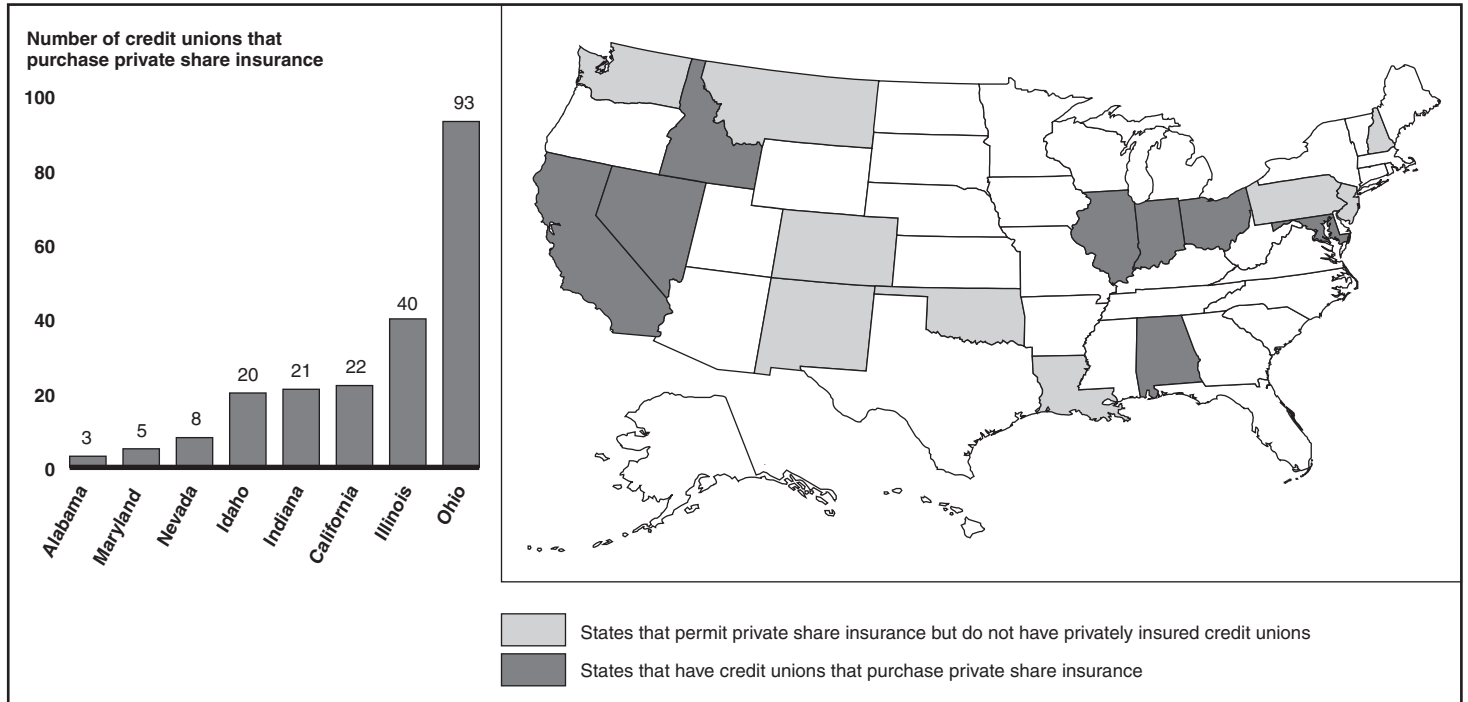 Number of credit unions that
purchase private share insurance
100
93
80
60
40
40
20
21
22
20
3
5
8
0
Alabama
Maryland
Nevada
Idaho
Indiana
California
Illinois
Ohio
States that permit private share insurance but do not have privately insured credit unions
States that have credit unions that purchase private share insurance